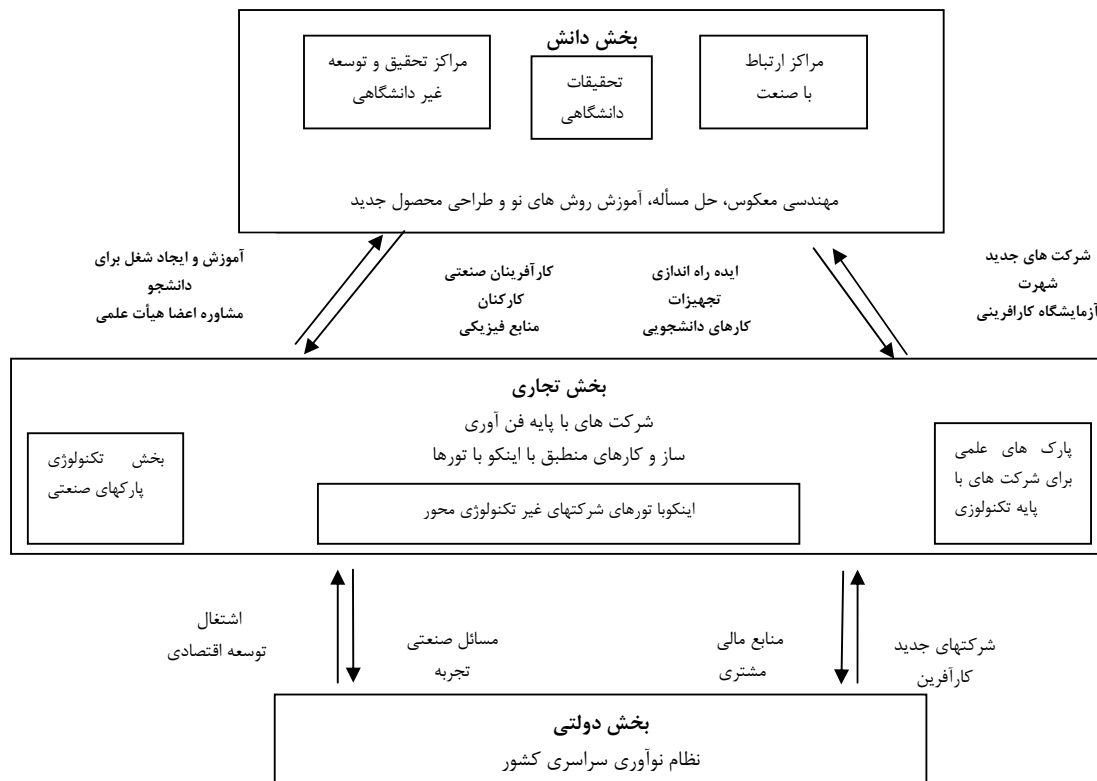 بخش دانش
مراکز ارتباط
با صنعت
تحقیقات
دانشگاهی
مراکز تحقیق و توسعه
غیر دانشگاهی
مهندسی معکوس، حل مسأله، آموزش روش های نو و طراحی محصول جدید
شرکت های جدید
شهرت
آزمایشگاه کارافرینی
ایده راه اندازی
تجهیزات
کارهای دانشجویی
کارآفرینان صنعتی
کارکنان
منابع فیزیکی
آموزش و ایجاد شغل برای
دانشجو
مشاوره اعضا هیأت علمی
بخش تجاری
شرکت های با پایه فن آوری
ساز و کارهای منطبق با اینکو با تورها
پارک های علمی
برای شرکت های با
پایه تکنولوزی
اینکوبا تورهای شرکتهای غیر تکنولوژی محور
بخش تکنولوژی
پارکهای صنعتی
شرکتهای جدید
کارآفرین
منابع مالی
مشتری
مسائل صنعتی
تجربه
اشتغال
توسعه اقتصادی
بخش دولتی
نظام نوآوری سراسری کشور